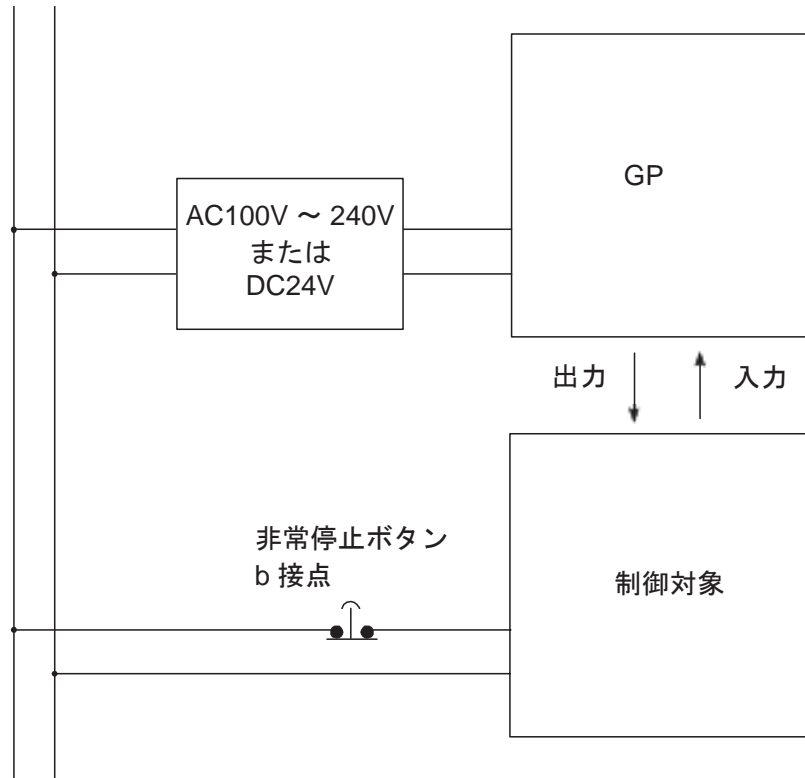 GP
AC100V ～ 240V
または
DC24V
出力
入力
非常停止ボタン
b 接点
制御対象